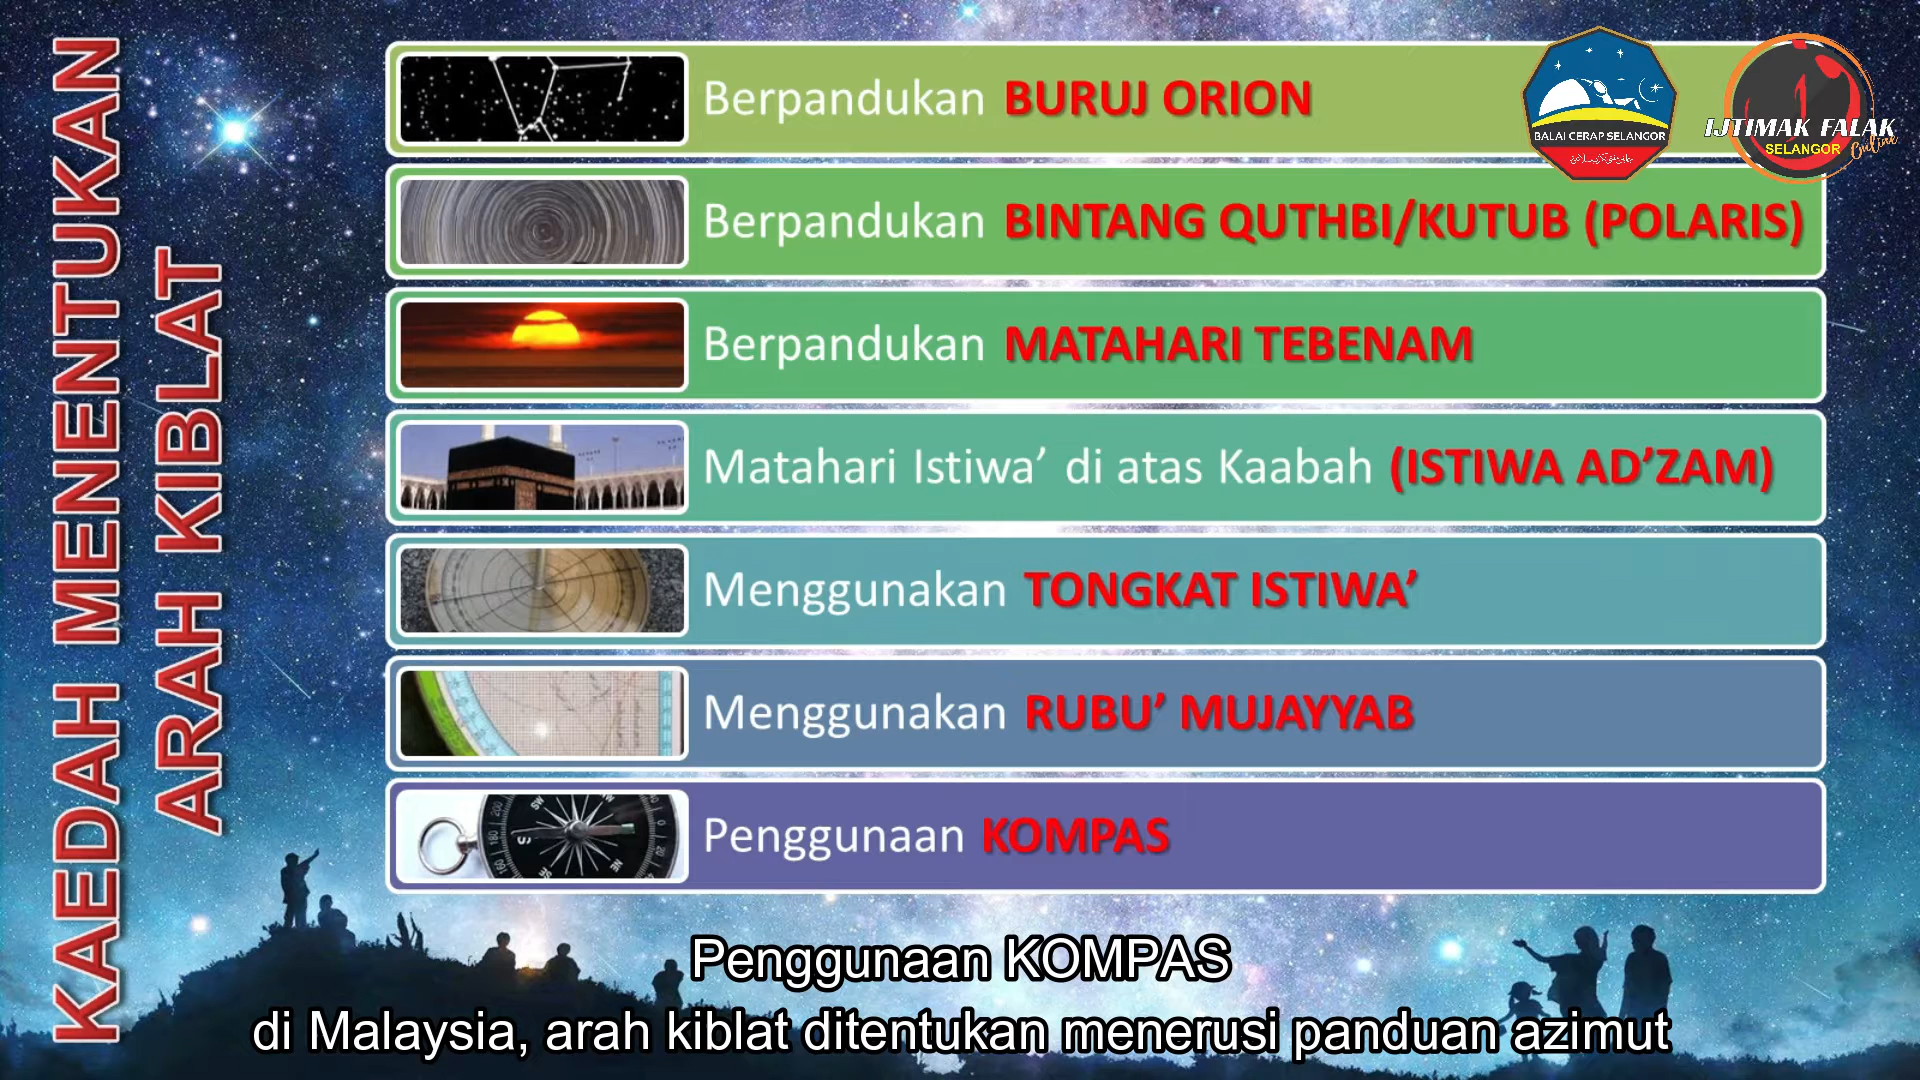 KAEDAH MENENTUKAN
ARAH KIBLAT
Berpandukan BURUJ ORION
Berpandukan BINTANG QUTHBI/KUTUB (POLARIS)
Berpandukan MATAHARI TEBENAM
Matahari Istiwa’ di atas Kaabah (ISTIWA AD’ZAM)
Menggunakan TONGKAT ISTIWA’
Menggunakan RUBU’ MUJAYYAB
Penggunaan KOMPAS
BALAI CERAP SELANGOR
IJTIMAK FALAK
SELANGOR Online
Penggunaan KOMPAS
di Malaysia, arah kiblat ditentukan menerusi panduan azimut